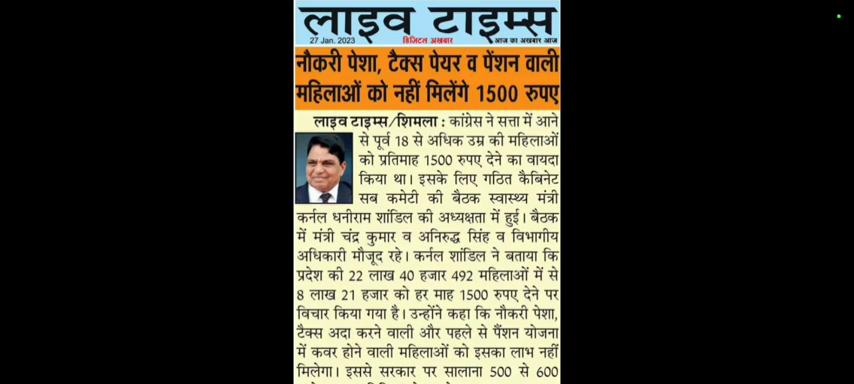 लाइव टाइम्स
27 Jan. 2023 डिजिटल अखबार आज का अखबार आज
नौकरी पेशा, टैक्स पेयर व पेंशन वाली
महिलाओं को नहीं मिलेंगे 1500 रुपए
लाइव टाइम्स/शिमला : कांग्रेस ने सत्ता में आने
से पूर्व 18 से अधिक उम्र की महिलाओं
को प्रतिमाह 1500 रुपए देने का वायदा
किया था। इसके लिए गठित कैबिनेट
सब कमेटी की बैठक स्वास्थ्य मंत्री
कर्नल धनीराम शांडिल की अध्यक्षता में हुई। बैठक
में मंत्री चंद्र कुमार व अनिरुद्ध सिंह व विभागीय
अधिकारी मौजूद रहे। कर्नल शांडिल ने बताया कि
प्रदेश की 22 लाख 40 हजार 492 महिलाओं में से
8 लाख 21 हजार को हर माह 1500 रुपए देने पर
विचार किया गया है। उन्होंने कहा कि नौकरी पेशा,
टैक्स अदा करने वाली और पहले से पैंशन योजना
में कवर होने वाली महिलाओं को इसका लाभ नहीं
मिलेगा। इससे सरकार पर सालाना 500 से 600